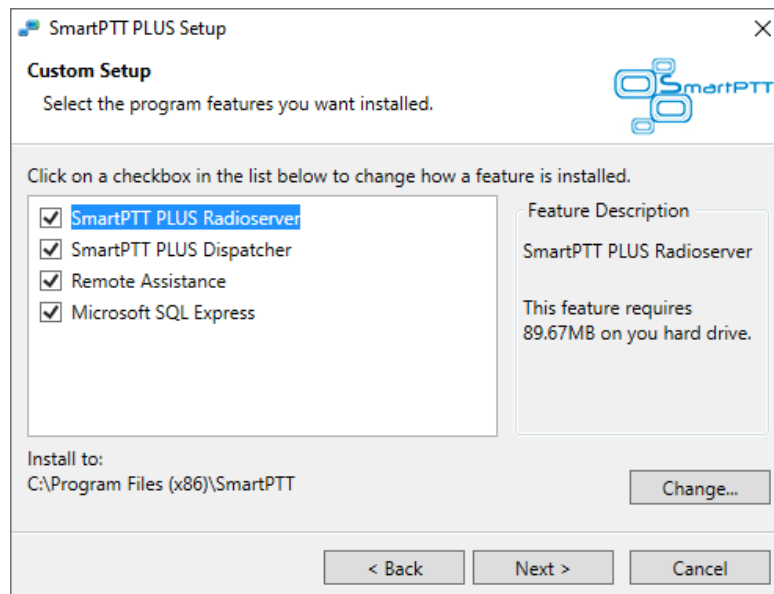 SmartPTT PLUS Setup
Custom Setup
Select the program features you want installed.
SmartPTT
Click on a checkbox in the list below to change how a feature is installed.
SmartPTT PLUS Radioserver
SmartPTT PLUS Dispatcher
Remote Assistance
Microsoft SQL Express
Feature Description
SmartPTT PLUS Radioserver
This feature requires
89.67MB on you hard drive.
Install to:
C:\Program Files (x86)\SmartPTT
Change...
< Back
Next >
Cancel